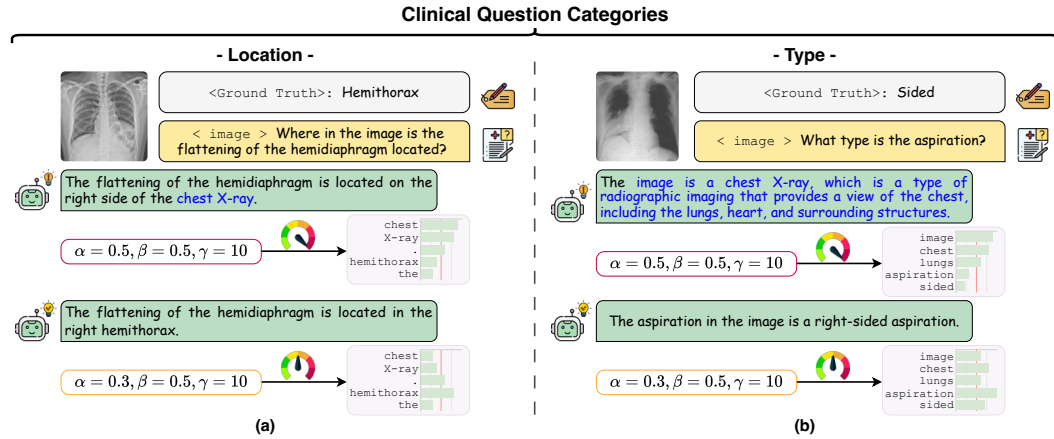 Clinical Question Categories
- Location -
<Ground Truth>: Hemithorax
< image > Where in the image is the
flattening of the hemidiaphragm located?
The flattening of the hemidiaphragm is located on the
right side of the chest X-ray.
α = 0.5, β = 0.5, γ = 10
chest
X-ray
.
hemithorax
the
The flattening of the hemidiaphragm is located in the
right hemithorax.
α = 0.3, β = 0.5, γ = 10
chest
X-ray
.
hemithorax
the
(a)
- Type -
<Ground Truth>: Sided
< image > What type is the aspiration?
The image is a chest X-ray, which is a type of
radiographic imaging that provides a view of the chest,
including the lungs, heart, and surrounding structures.
α = 0.5, β = 0.5, γ = 10
image
chest
lungs
aspiration
sided
The aspiration in the image is a right-sided aspiration.
α = 0.3, β = 0.5, γ = 10
image
chest
lungs
aspiration
sided
(b)